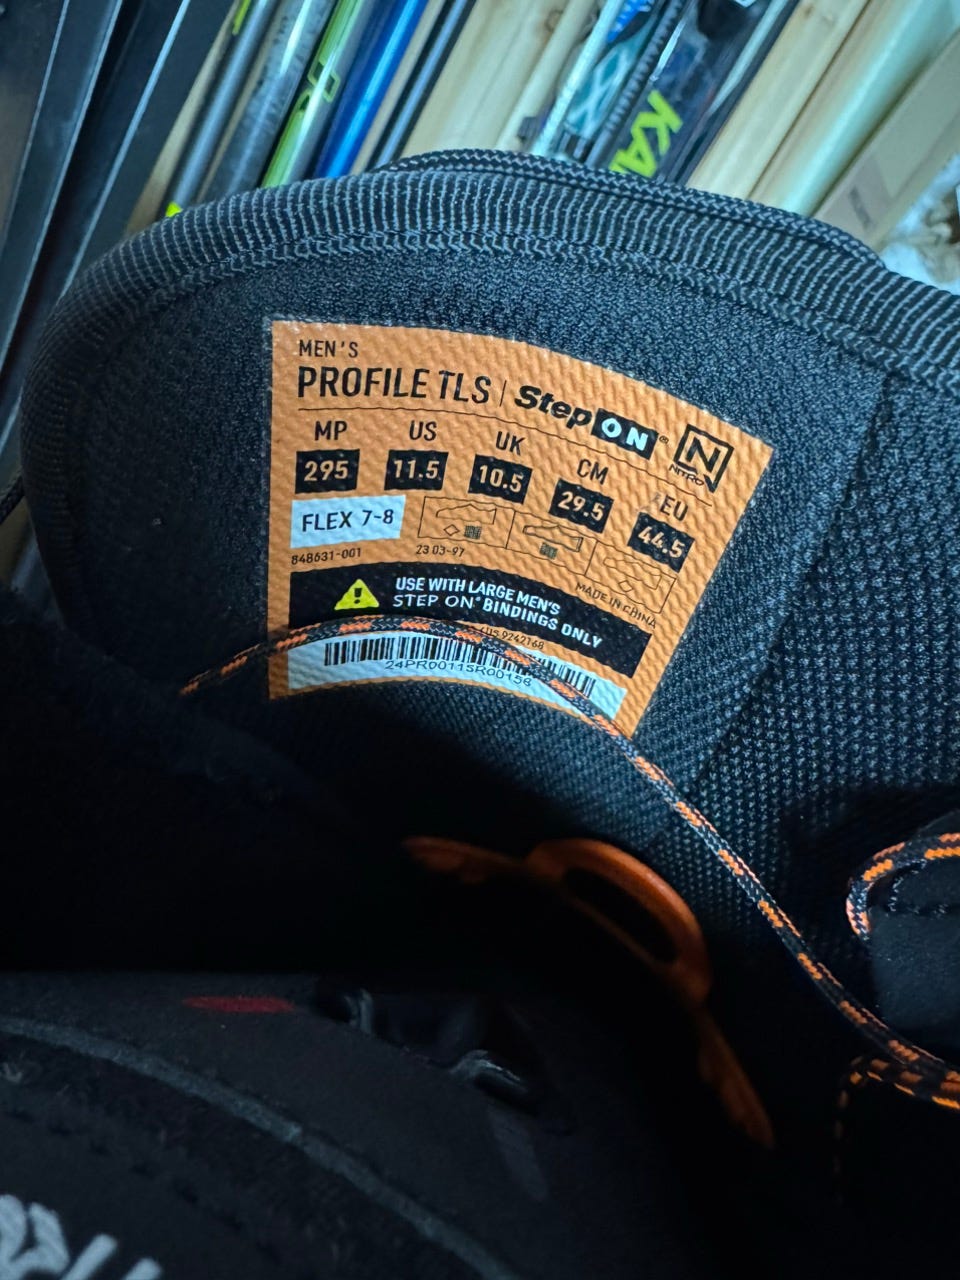 MEN'S
PROFILE TLS | Step ON®
N
NITRO
MP US UK CM EU
295 11.5 10.5 29.5 44.5
FLEX 7-8
848631-001 23 03-97
MADE IN CHINA
USE WITH LARGE MEN'S
STEP ON® BINDINGS ONLY
(US 9242168
24PR00115R00158